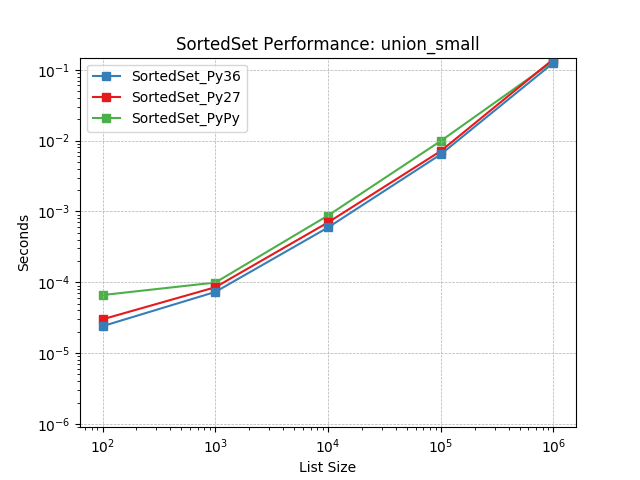 SortedSet Performance: union_small
SortedSet_Py36
SortedSet_Py27
SortedSet_PyPy
Seconds
10⁻¹
10⁻²
10⁻³
10⁻⁴
10⁻⁵
10⁻⁶
10² 10³ 10⁴ 10⁵ 10⁶
List Size